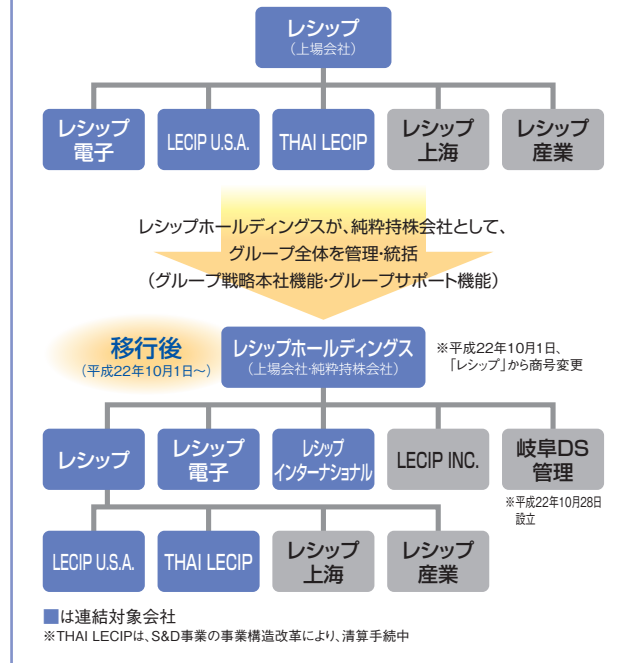 レシップ
（上場会社）
レシップ
電子
LECIP U.S.A.
THAI LECIP
レシップ
上海
レシップ
産業
レシップホールディングスが、純粋持株会社として、
グループ全体を管理・統括
（グループ戦略本社機能・グループサポート機能）
移行後
（平成22年10月1日〜）
レシップホールディングス
（上場会社・純粋持株会社）
※平成22年10月1日、
「レシップ」から商号変更
レシップ
レシップ
電子
レシップ
インターナショナル
LECIP INC.
岐阜DS
管理
※平成22年10月28日
設立
LECIP U.S.A.
THAI LECIP
レシップ
上海
レシップ
産業
■は連結対象会社
※THAI LECIPは、S&D事業の事業構造改革により、清算手続中